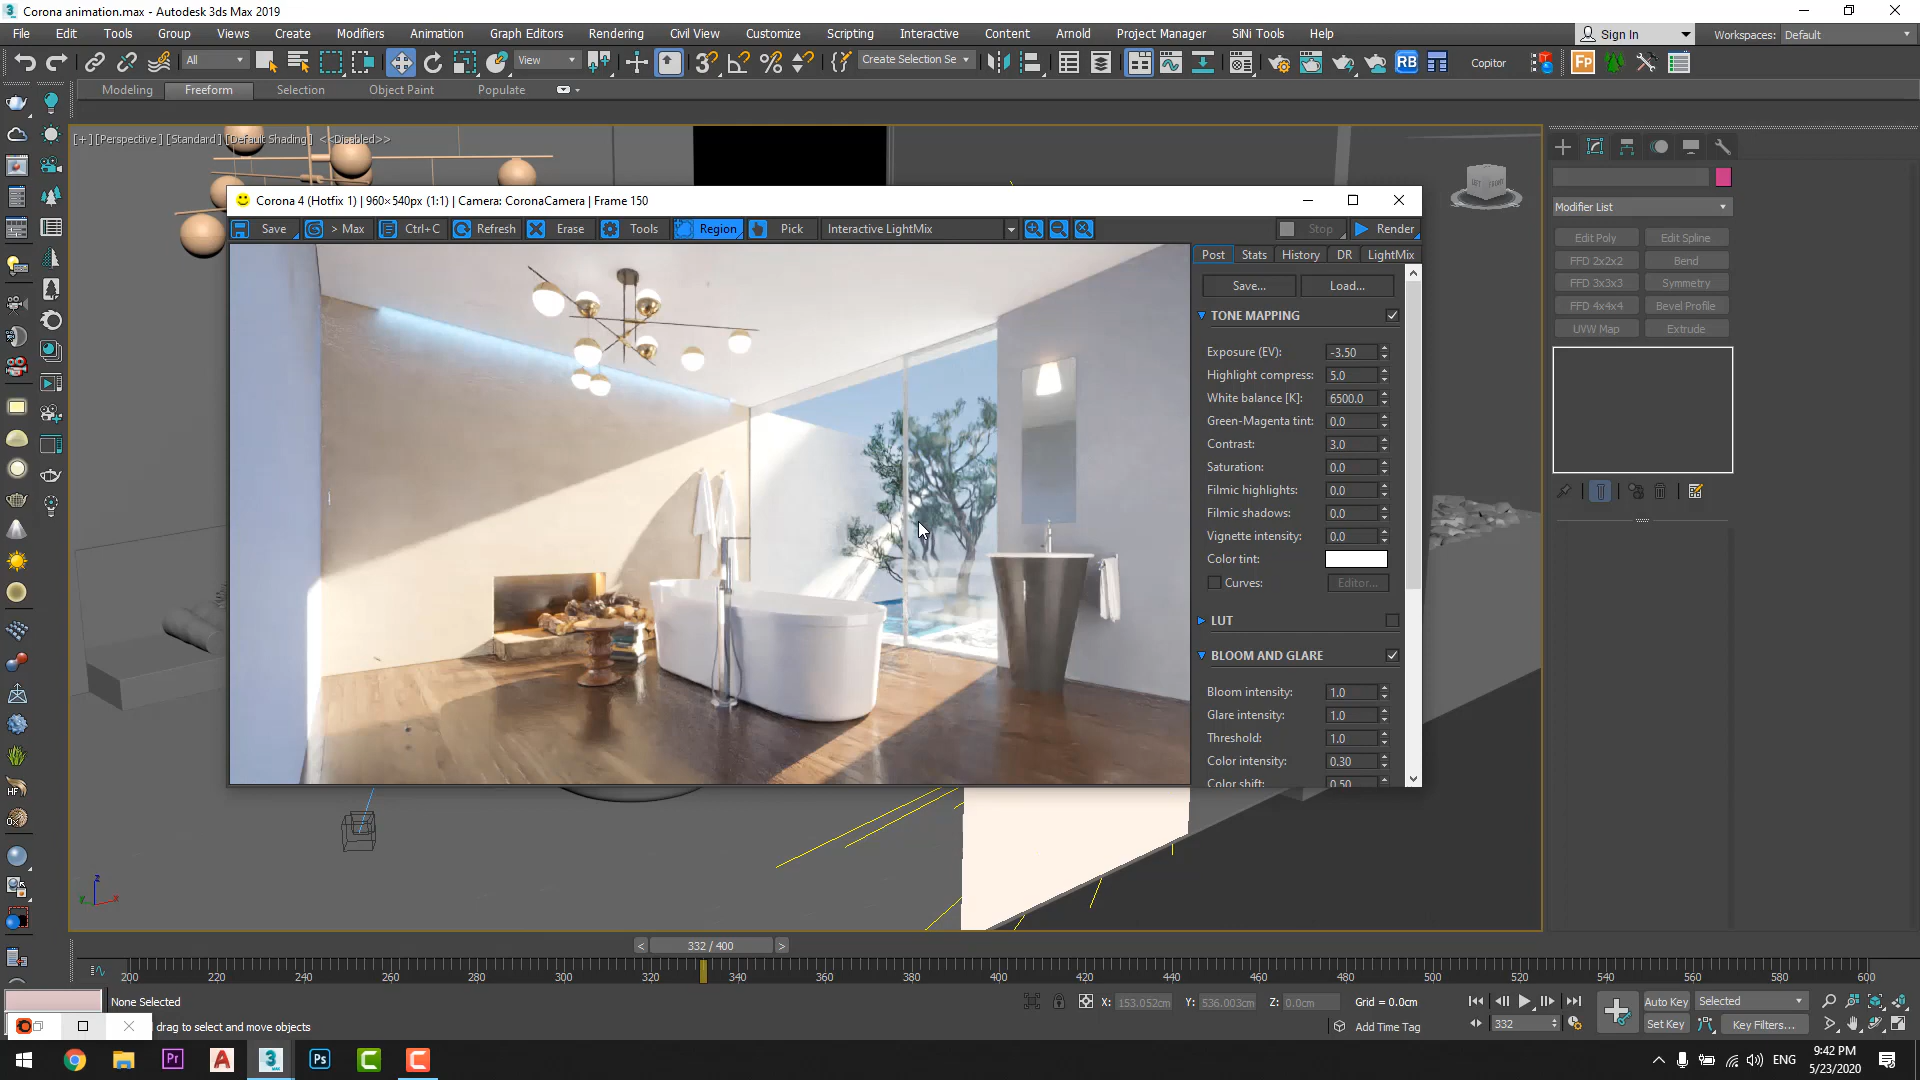 Corona animation.max - Autodesk 3ds Max 2019
File Edit Tools Group Views Create Modifiers Animation Graph Editors Rendering Civil View Customize Scripting Interactive Content Arnold Project Manager SiNi Tools Help
Sign In
Workspaces: Default
All
View
Create Selection Se
RB
Copitor
Fp
Modeling Freeform Selection Object Paint Populate
[+] [Perspective] [Standard] [Default Shading] <<Disabled>>
Corona 4 (Hotfix 1) | 960×540px (1:1) | Camera: CoronaCamera | Frame 150
Save > Max Ctrl+C Refresh Erase Tools Region Pick Interactive LightMix Stop Render
Post Stats History DR LightMix
Save... Load...
TONE MAPPING
Exposure (EV): -3.50
Highlight compress: 5.0
White balance [K]: 6500.0
Green-Magenta tint: 0.0
Contrast: 3.0
Saturation: 0.0
Filmic highlights: 0.0
Filmic shadows: 0.0
Vignette intensity: 0.0
Color tint:
Curves: Editor...
LUT
BLOOM AND GLARE
Bloom intensity: 1.0
Glare intensity: 1.0
Threshold: 1.0
Color intensity: 0.30
Color shift: 0.50
Modifier List
Edit Poly Edit Spline
FFD 2x2x2 Bend
FFD 3x3x3 Symmetry
FFD 4x4x4 Bevel Profile
UVW Map Extrude
z
y x
< 332 / 400 >
200 220 240 260 280 300 320 340 360 380 400 420 440 460 480 500 520 540 560 580 600
None Selected
drag to select and move objects
X: 153.052cm Y: 536.003cm Z: 0.0cm Grid = 0.0cm
Add Time Tag
332
Auto Key Selected
Set Key Key Filters...
Pr
Ps
ENG
9:42 PM
5/23/2020